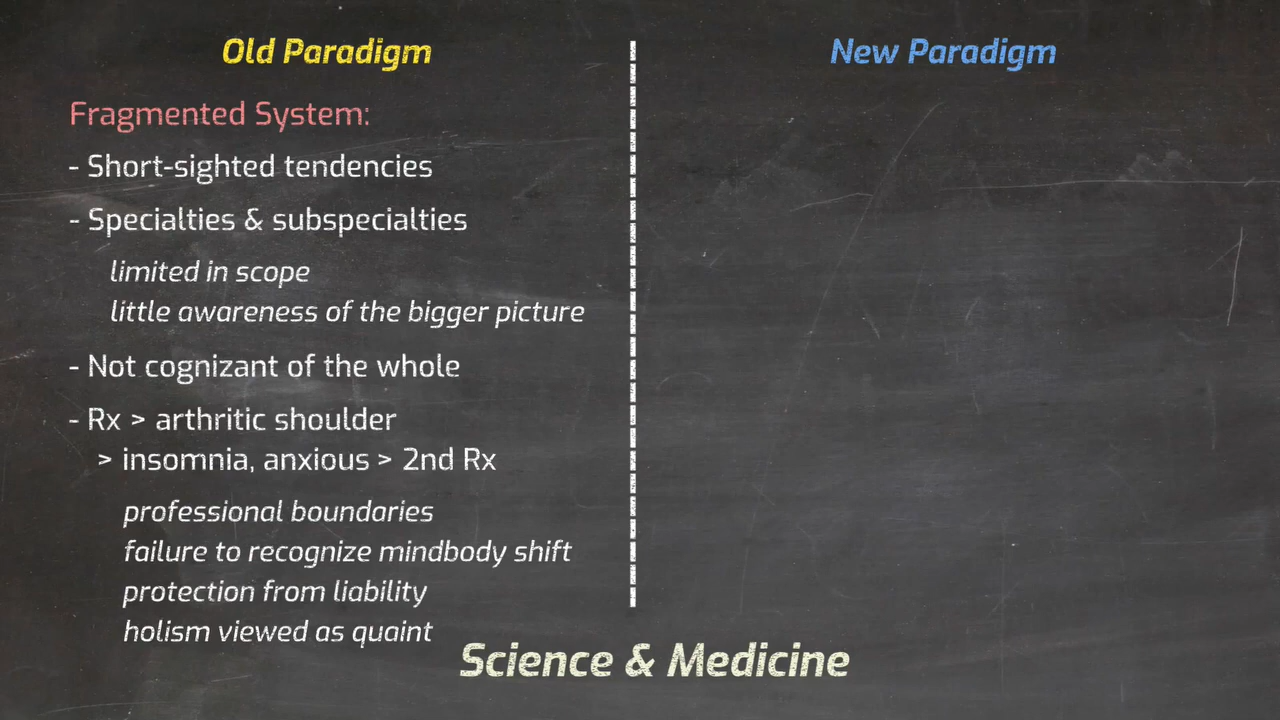 Old Paradigm
Fragmented System:
- Short-sighted tendencies
- Specialties & subspecialties
limited in scope
little awareness of the bigger picture
- Not cognizant of the whole
- Rx > arthritic shoulder
> insomnia, anxious > 2nd Rx
professional boundaries
failure to recognize mindbody shift
protection from liability
holism viewed as quaint
New Paradigm
Science & Medicine